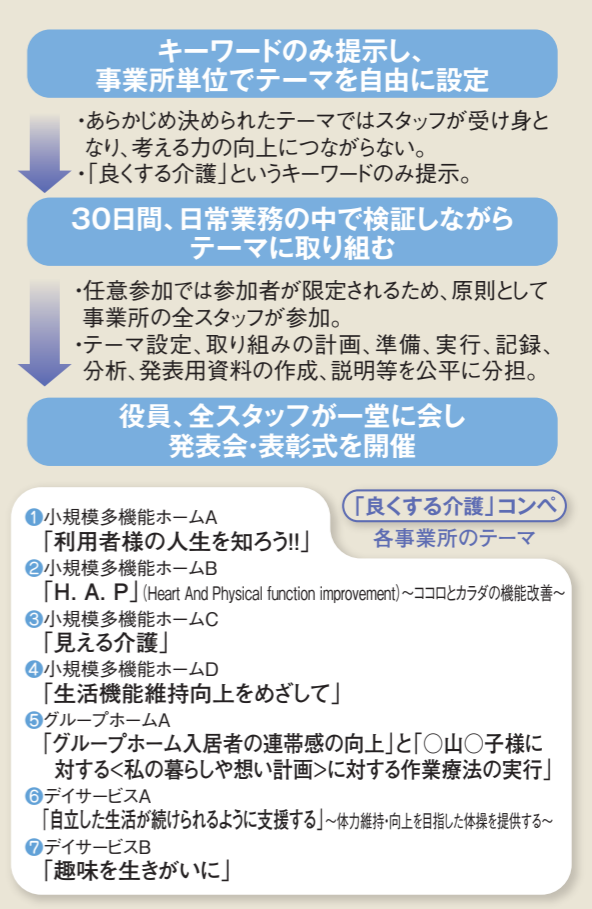 キーワードのみ提示し、
事業所単位でテーマを自由に設定
・あらかじめ決められたテーマではスタッフが受け身と
なり、考える力の向上につながらない。
・「良くする介護」というキーワードのみ提示。
30日間、日常業務の中で検証しながら
テーマに取り組む
・任意参加では参加者が限定されるため、原則として
事業所の全スタッフが参加。
・テーマ設定、取り組みの計画、準備、実行、記録、
分析、発表用資料の作成、説明等を公平に分担。
役員、全スタッフが一堂に会し
発表会・表彰式を開催
「良くする介護」コンペ
各事業所のテーマ
❶小規模多機能ホームA
「利用者様の人生を知ろう!!」
❷小規模多機能ホームB
「H. A. P」(Heart And Physical function improvement)〜ココロとカラダの機能改善〜
❸小規模多機能ホームC
「見える介護」
❹小規模多機能ホームD
「生活機能維持向上をめざして」
❺グループホームA
「グループホーム入居者の連帯感の向上」と「○山○子様に
対する<私の暮らしや想い計画>に対する作業療法の実行」
❻デイサービスA
「自立した生活が続けられるように支援する」〜体力維持・向上を目指した体操を提供する〜
❼デイサービスB
「趣味を生きがいに」